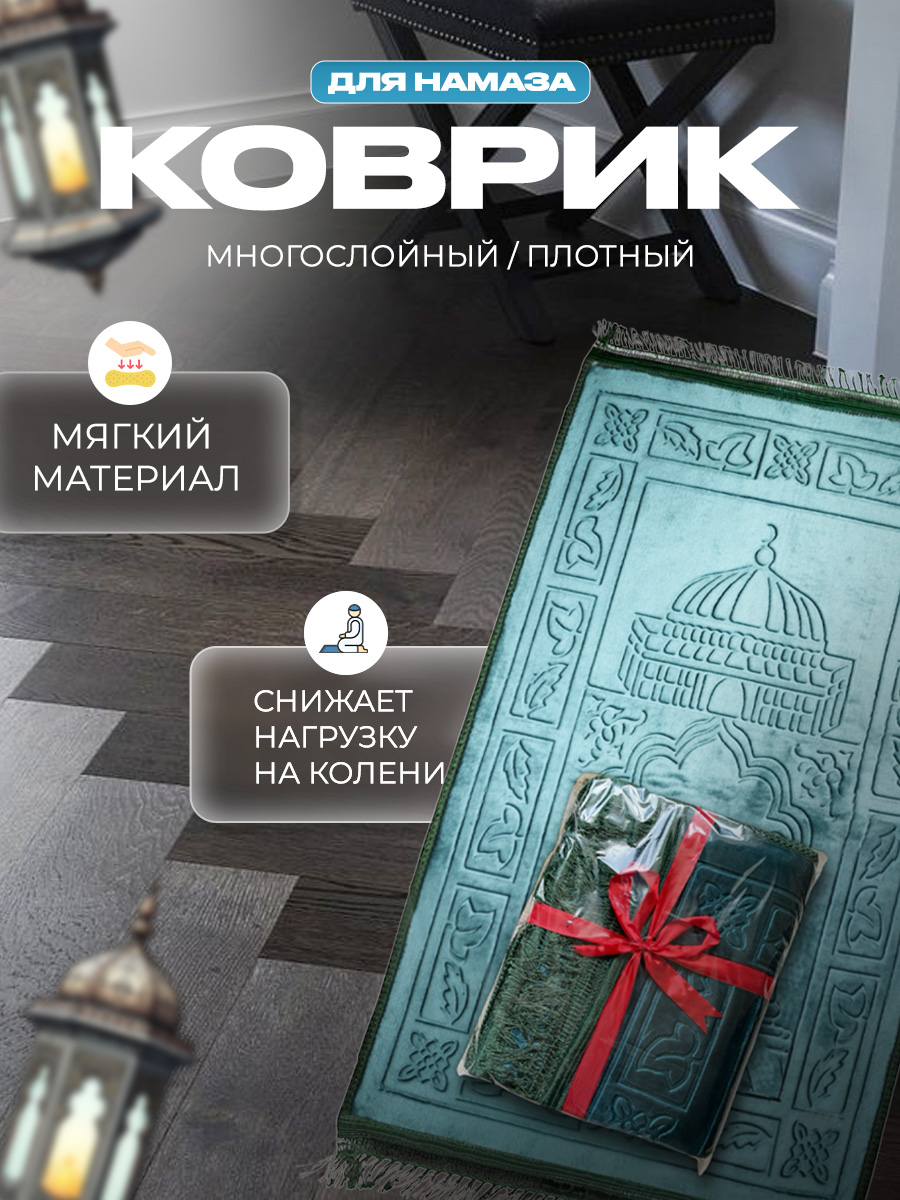 ДЛЯ НАМАЗА
КОВРИК
МНОГОСЛОЙНЫЙ / ПЛОТНЫЙ
МЯГКИЙ
МАТЕРИАЛ
СНИЖАЕТ
НАГРУЗКУ
НА КОЛЕНИ